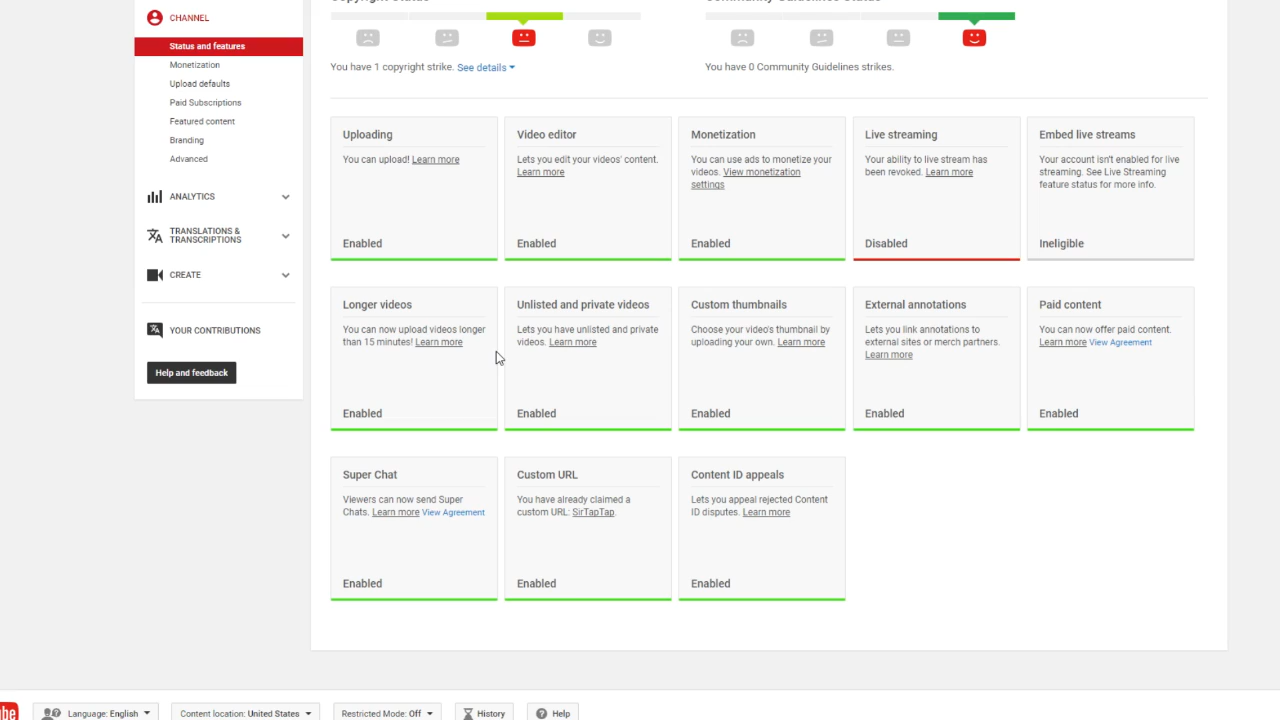 CHANNEL
Status and features
Monetization
Upload defaults
Paid Subscriptions
Featured content
Branding
Advanced
ANALYTICS
TRANSLATIONS &
TRANSCRIPTIONS
CREATE
YOUR CONTRIBUTIONS
Help and feedback
You have 1 copyright strike. See details
You have 0 Community Guidelines strikes.
Uploading
You can upload! Learn more
Enabled
Video editor
Lets you edit your videos' content.
Learn more
Enabled
Monetization
You can use ads to monetize your
videos. View monetization
settings
Enabled
Live streaming
Your ability to live stream has
been revoked. Learn more
Disabled
Embed live streams
Your account isn't enabled for live
streaming. See Live Streaming
feature status for more info.
Ineligible
Longer videos
You can now upload videos longer
than 15 minutes! Learn more
Enabled
Unlisted and private videos
Lets you have unlisted and private
videos. Learn more
Enabled
Custom thumbnails
Choose your video's thumbnail by
uploading your own. Learn more
Enabled
External annotations
Lets you link annotations to
external sites or merch partners.
Learn more
Enabled
Paid content
You can now offer paid content.
Learn more View Agreement
Enabled
Super Chat
Viewers can now send Super
Chats. Learn more View Agreement
Enabled
Custom URL
You have already claimed a
custom URL: SirTapTap.
Enabled
Content ID appeals
Lets you appeal rejected Content
ID disputes. Learn more
Enabled
Language: English
Content location: United States
Restricted Mode: Off
History
Help